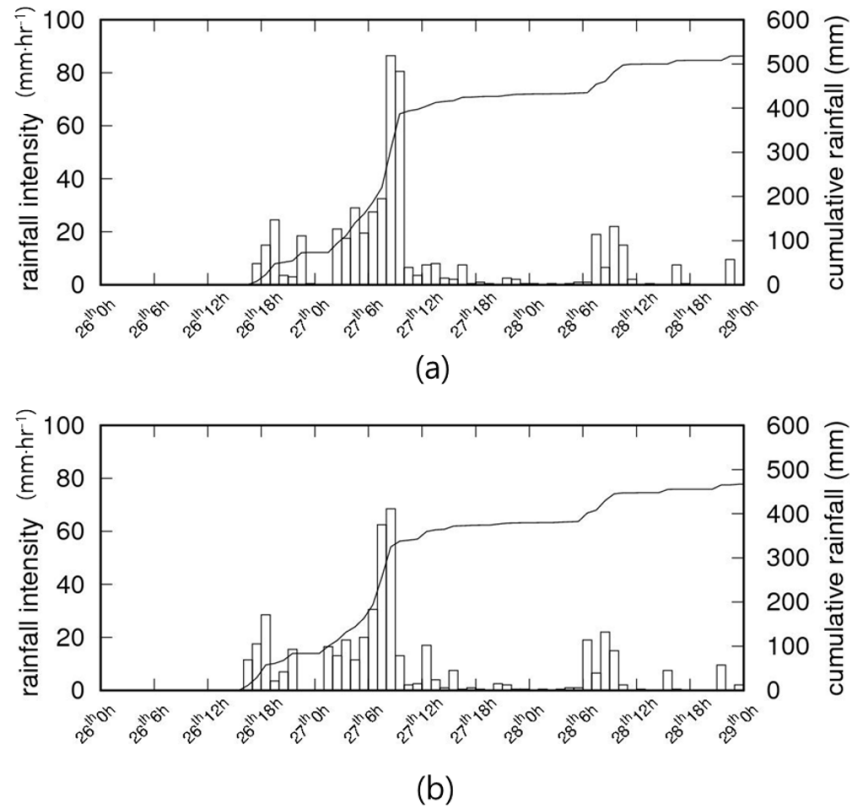 100
80
60
40
20
0
rainfall intensity (mm·hr⁻¹)
600
500
400
300
200
100
0
cumulative rainfall (mm)
26ᵗʰ0h
26ᵗʰ6h
26ᵗʰ12h
26ᵗʰ18h
27ᵗʰ0h
27ᵗʰ6h
27ᵗʰ12h
27ᵗʰ18h
28ᵗʰ0h
28ᵗʰ6h
28ᵗʰ12h
28ᵗʰ18h
29ᵗʰ0h
(a)
100
80
60
40
20
0
rainfall intensity (mm·hr⁻¹)
600
500
400
300
200
100
0
cumulative rainfall (mm)
26ᵗʰ0h
26ᵗʰ6h
26ᵗʰ12h
26ᵗʰ18h
27ᵗʰ0h
27ᵗʰ6h
27ᵗʰ12h
27ᵗʰ18h
28ᵗʰ0h
28ᵗʰ6h
28ᵗʰ12h
28ᵗʰ18h
29ᵗʰ0h
(b)